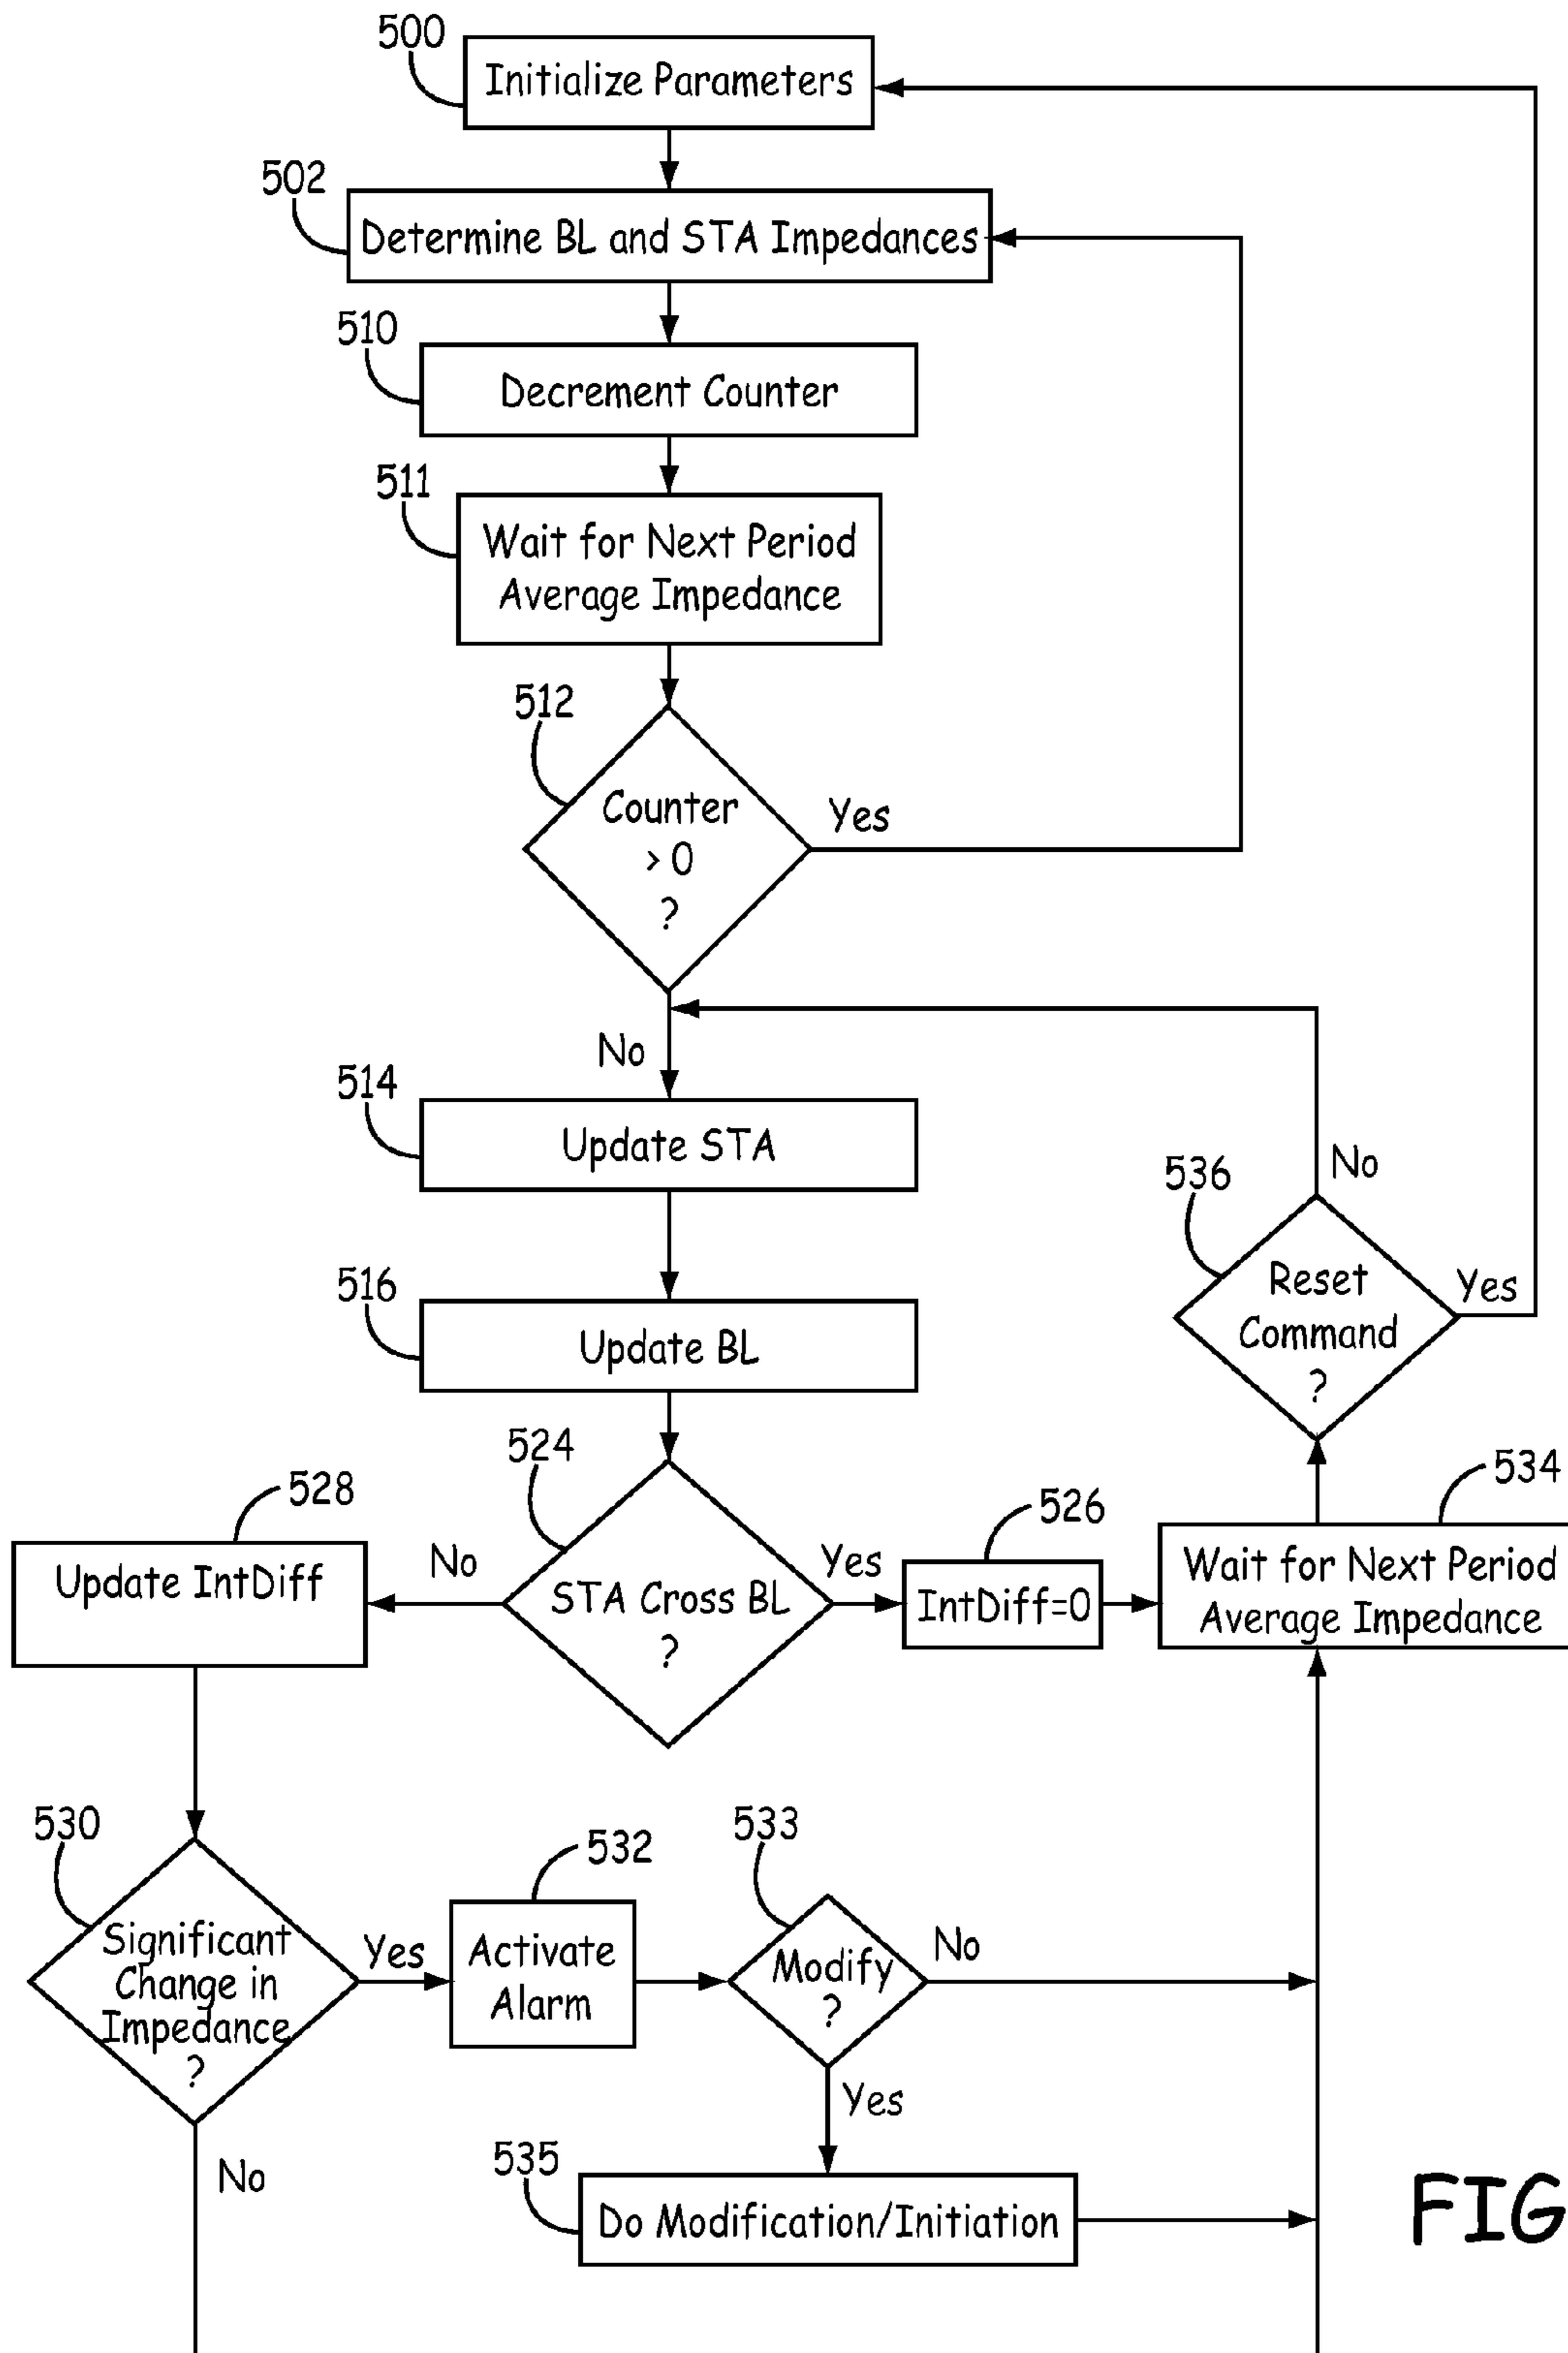 500
Initialize Parameters
502
Determine BL and STA Impedances
510
Decrement Counter
511
Wait for Next Period
Average Impedance
512
Counter
> 0
?
Yes
No
514
Update STA
516
Update BL
524
STA Cross BL
?
No
Yes
528
Update IntDiff
526
IntDiff=0
534
Wait for Next Period
Average Impedance
536
Reset
Command
?
No
Yes
530
Significant
Change in
Impedance
?
Yes
No
532
Activate
Alarm
533
Modify
?
No
Yes
535
Do Modification/Initiation
FIG